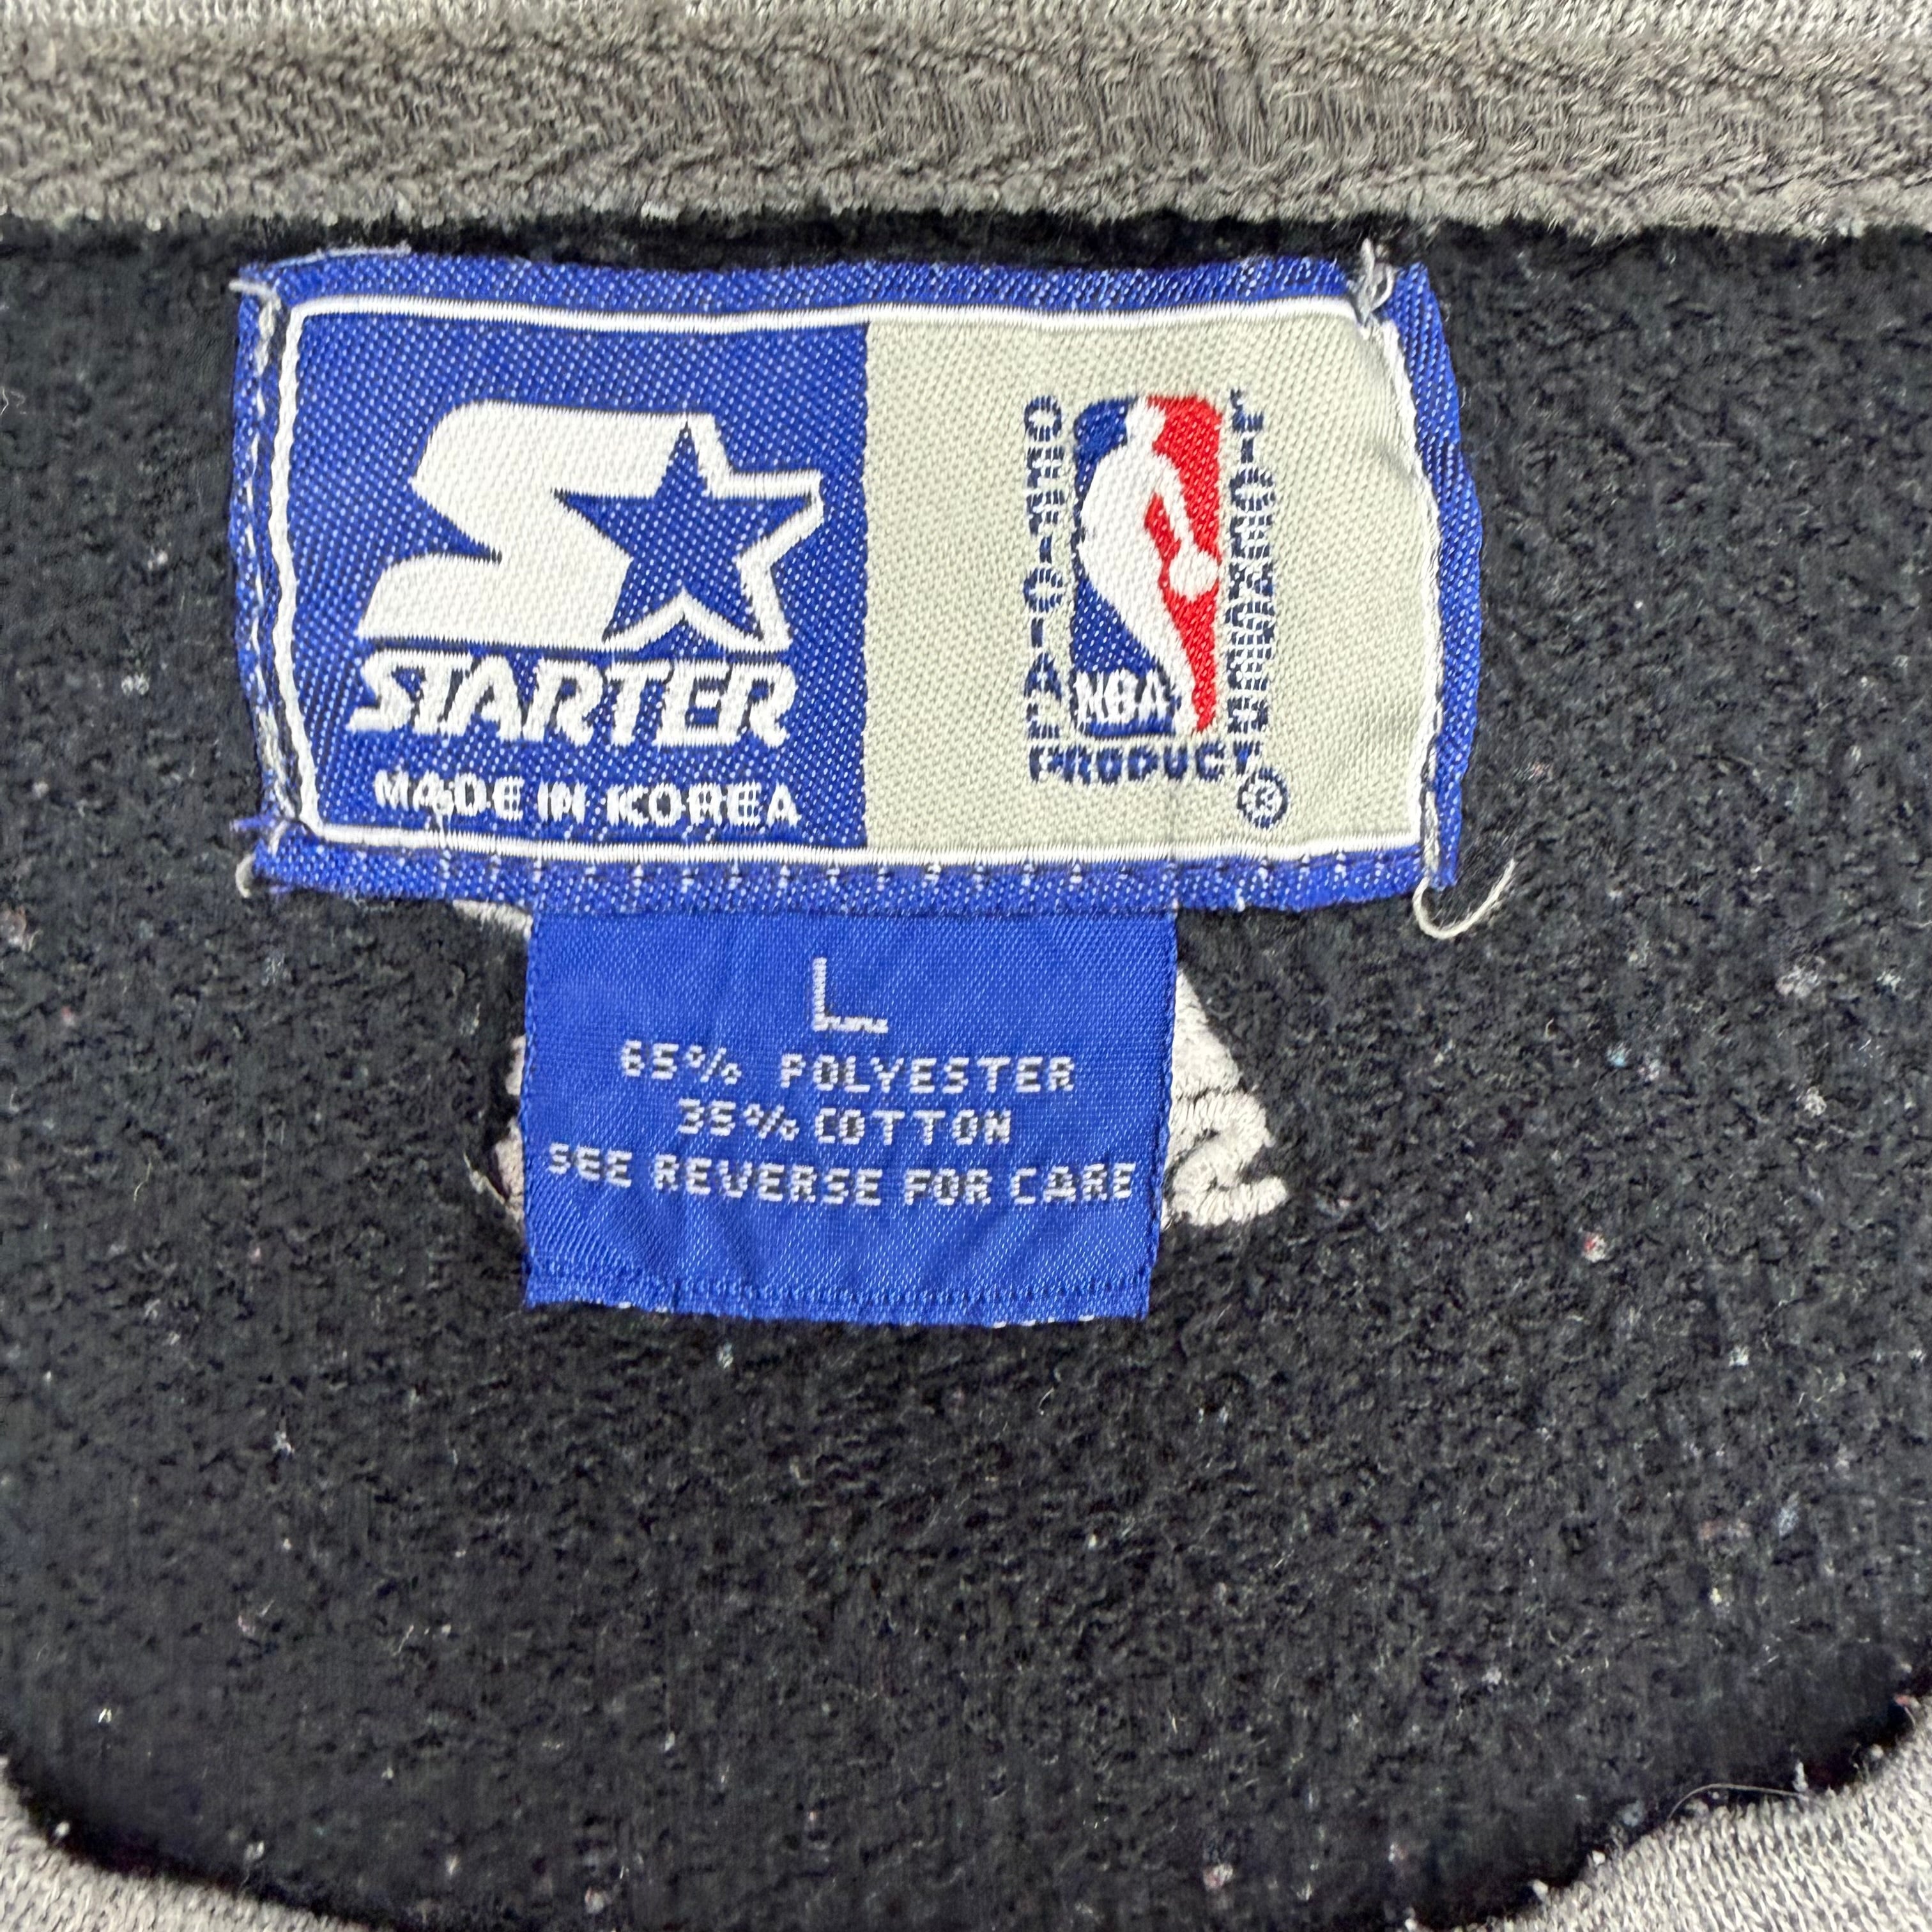 STARTER
MADE IN KOREA
OFFICIAL
NBA
LICENSED
PRODUCT
®
L
65% POLYESTER
35% COTTON
SEE REVERSE FOR CARE